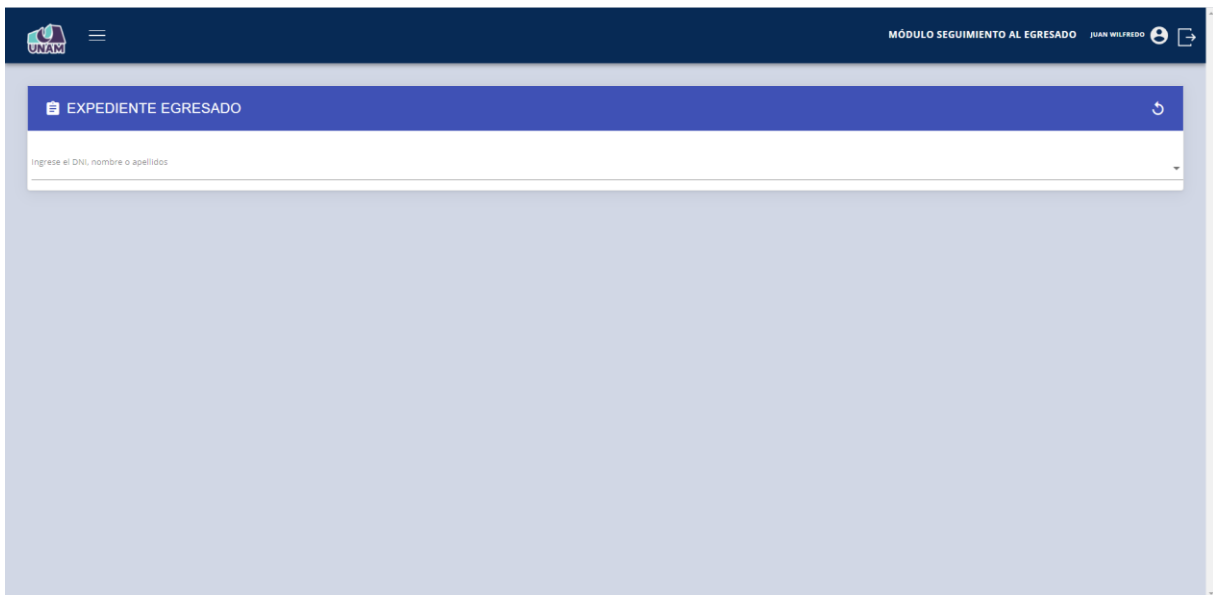 UNAM
MÓDULO SEGUIMIENTO AL EGRESADO JUAN WILFREDO
EXPEDIENTE EGRESADO
Ingrese el DNI, nombre o apellidos